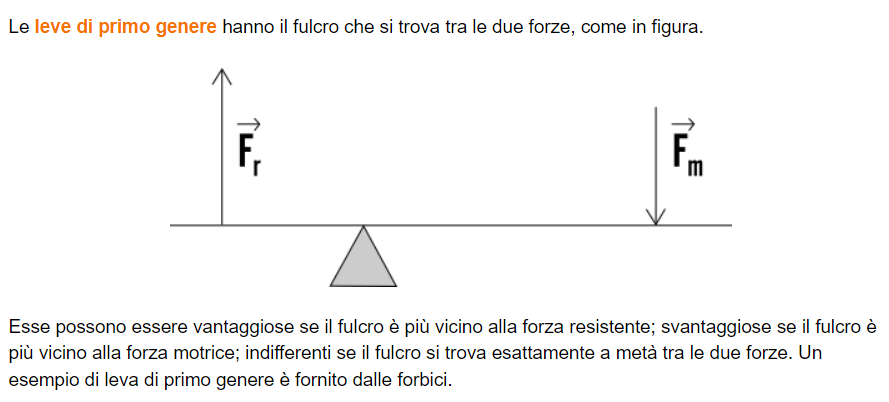 Le leve di primo genere hanno il fulcro che si trova tra le due forze, come in figura.
Fr
Fm
Esse possono essere vantaggiose se il fulcro è più vicino alla forza resistente; svantaggiose se il fulcro è
più vicino alla forza motrice; indifferenti se il fulcro si trova esattamente a metà tra le due forze. Un
esempio di leva di primo genere è fornito dalle forbici.